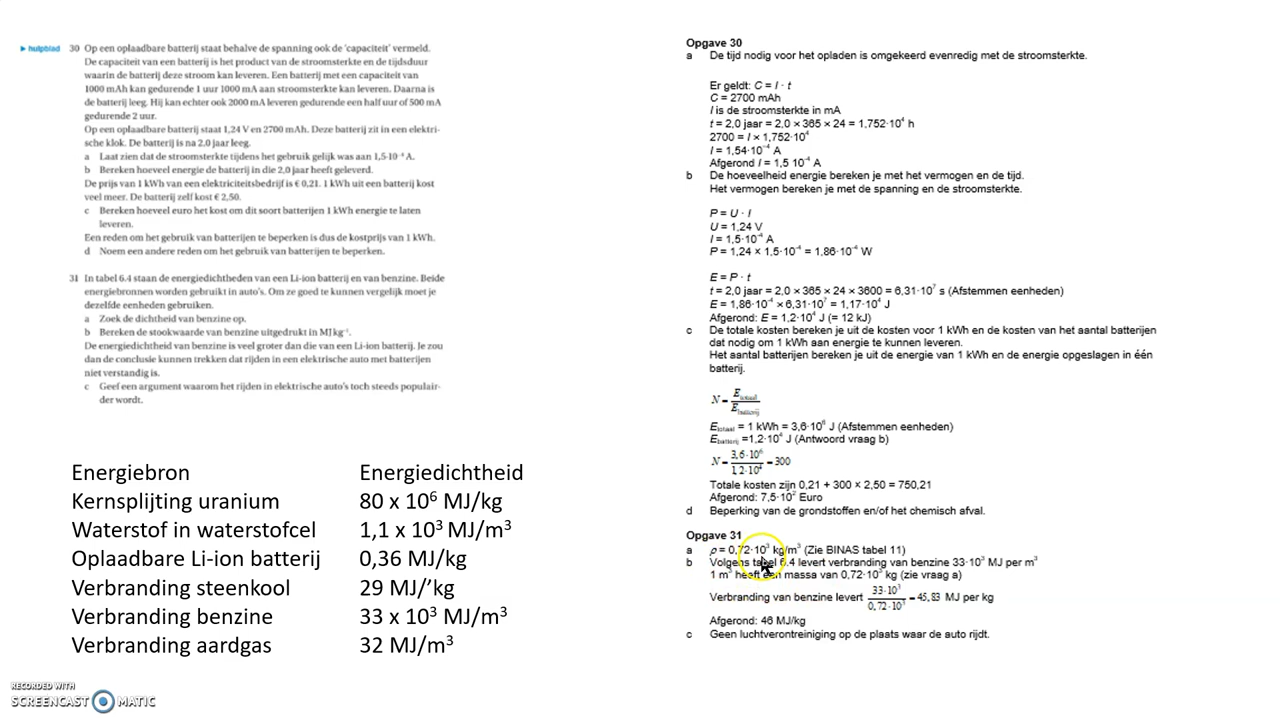 ▸ hulpblad
30 Op een oplaadbare batterij staat behalve de spanning ook de 'capaciteit' vermeld.
De capaciteit van een batterij is het product van de stroomsterkte en de tijdsduur
waarin de batterij deze stroom kan leveren. Een batterij met een capaciteit van
1000 mAh kan gedurende 1 uur 1000 mA aan stroomsterkte kan leveren. Daarna is
de batterij leeg. Hij kan echter ook 2000 mA leveren gedurende een half uur of 500 mA
gedurende 2 uur.
Op een oplaadbare batterij staat 1,24 V en 2700 mAh. Deze batterij zit in een elektri-
sche klok. De batterij is na 2,0 jaar leeg.
a Laat zien dat de stroomsterkte tijdens het gebruik gelijk was aan 1,5·10⁻⁴ A.
b Bereken hoeveel energie de batterij in die 2,0 jaar heeft geleverd.
De prijs van 1 kWh van een elektriciteitsbedrijf is € 0,21. 1 kWh uit een batterij kost
veel meer. De batterij zelf kost € 2,50.
c Bereken hoeveel euro het kost om dit soort batterijen 1 kWh energie te laten
leveren.
Een reden om het gebruik van batterijen te beperken is dus de kostprijs van 1 kWh.
d Noem een andere reden om het gebruik van batterijen te beperken.
31 In tabel 6.4 staan de energiedichtheden van een Li-ion batterij en van benzine. Beide
energiebronnen worden gebruikt in auto's. Om ze goed te kunnen vergelijk moet je
dezelfde eenheden gebruiken.
a Zoek de dichtheid van benzine op.
b Bereken de stookwaarde van benzine uitgedrukt in MJ kg⁻¹.
De energiedichtheid van benzine is veel groter dan die van een Li-ion batterij. Je zou
dan de conclusie kunnen trekken dat rijden in een elektrische auto met batterijen
niet verstandig is.
c Geef een argument waarom het rijden in elektrische auto's toch steeds populair-
der wordt.
Energiebron Energiedichtheid
Kernsplijting uranium 80 x 10⁶ MJ/kg
Waterstof in waterstofcel 1,1 x 10³ MJ/m³
Oplaadbare Li-ion batterij 0,36 MJ/kg
Verbranding steenkool 29 MJ/'kg
Verbranding benzine 33 x 10³ MJ/m³
Verbranding aardgas 32 MJ/m³
RECORDED WITH
SCREENCAST MATIC
Opgave 30
a De tijd nodig voor het opladen is omgekeerd evenredig met de stroomsterkte.
Er geldt: C = I · t
C = 2700 mAh
I is de stroomsterkte in mA
t = 2,0 jaar = 2,0 × 365 × 24 = 1,752·10⁴ h
2700 = I × 1,752·10⁴
I = 1,54·10⁻⁴ A
Afgerond I = 1,5 10⁻⁴ A
b De hoeveelheid energie bereken je met het vermogen en de tijd.
Het vermogen bereken je met de spanning en de stroomsterkte.
P = U · I
U = 1,24 V
I = 1,5·10⁻⁴ A
P = 1,24 × 1,5·10⁻⁴ = 1,86·10⁻⁴ W
E = P · t
t = 2,0 jaar = 2,0 × 365 × 24 × 3600 = 6,31·10⁷ s (Afstemmen eenheden)
E = 1,86·10⁻⁴ × 6,31·10⁷ = 1,17·10⁴ J
Afgerond: E = 1,2·10⁴ J (= 12 kJ)
c De totale kosten bereken je uit de kosten voor 1 kWh en de kosten van het aantal batterijen
dat nodig om 1 kWh aan energie te kunnen leveren.
Het aantal batterijen bereken je uit de energie van 1 kWh en de energie opgeslagen in één
batterij.
N = E totaal / E batterij
E totaal = 1 kWh = 3,6·10⁶ J (Afstemmen eenheden)
E batterij =1,2·10⁴ J (Antwoord vraag b)
N = 3,6·10⁶ / 1,2·10⁴ = 300
Totale kosten zijn 0,21 + 300 × 2,50 = 750,21
Afgerond: 7,5·10² Euro
d Beperking van de grondstoffen en/of het chemisch afval.
Opgave 31
a ρ = 0,72·10³ kg/m³ (Zie BINAS tabel 11)
b Volgens tabel 6.4 levert verbranding van benzine 33·10³ MJ per m³
1 m³ heeft een massa van 0,72·10³ kg (zie vraag a)
Verbranding van benzine levert 33·10³ / 0,72·10³ = 45,83 MJ per kg
Afgerond: 46 MJ/kg
c Geen luchtverontreiniging op de plaats waar de auto rijdt.